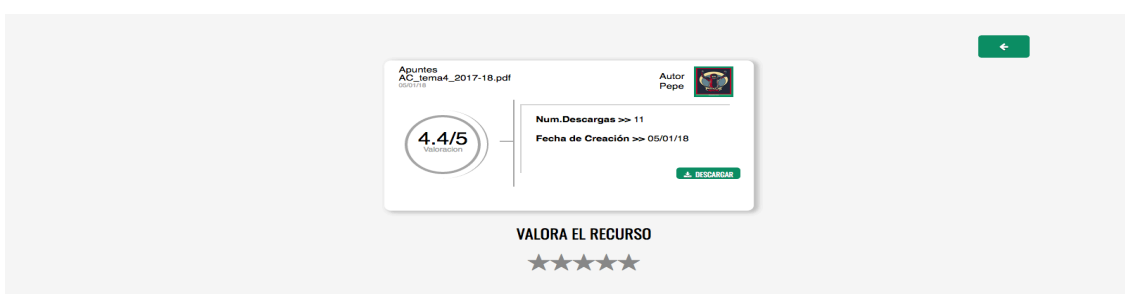 Apuntes
AC_tema4_2017-18.pdf
05/01/18
Autor
Pepe
4.4/5
Valoracion
Num.Descargas >> 11
Fecha de Creación >> 05/01/18
DESCARGAR
VALORA EL RECURSO